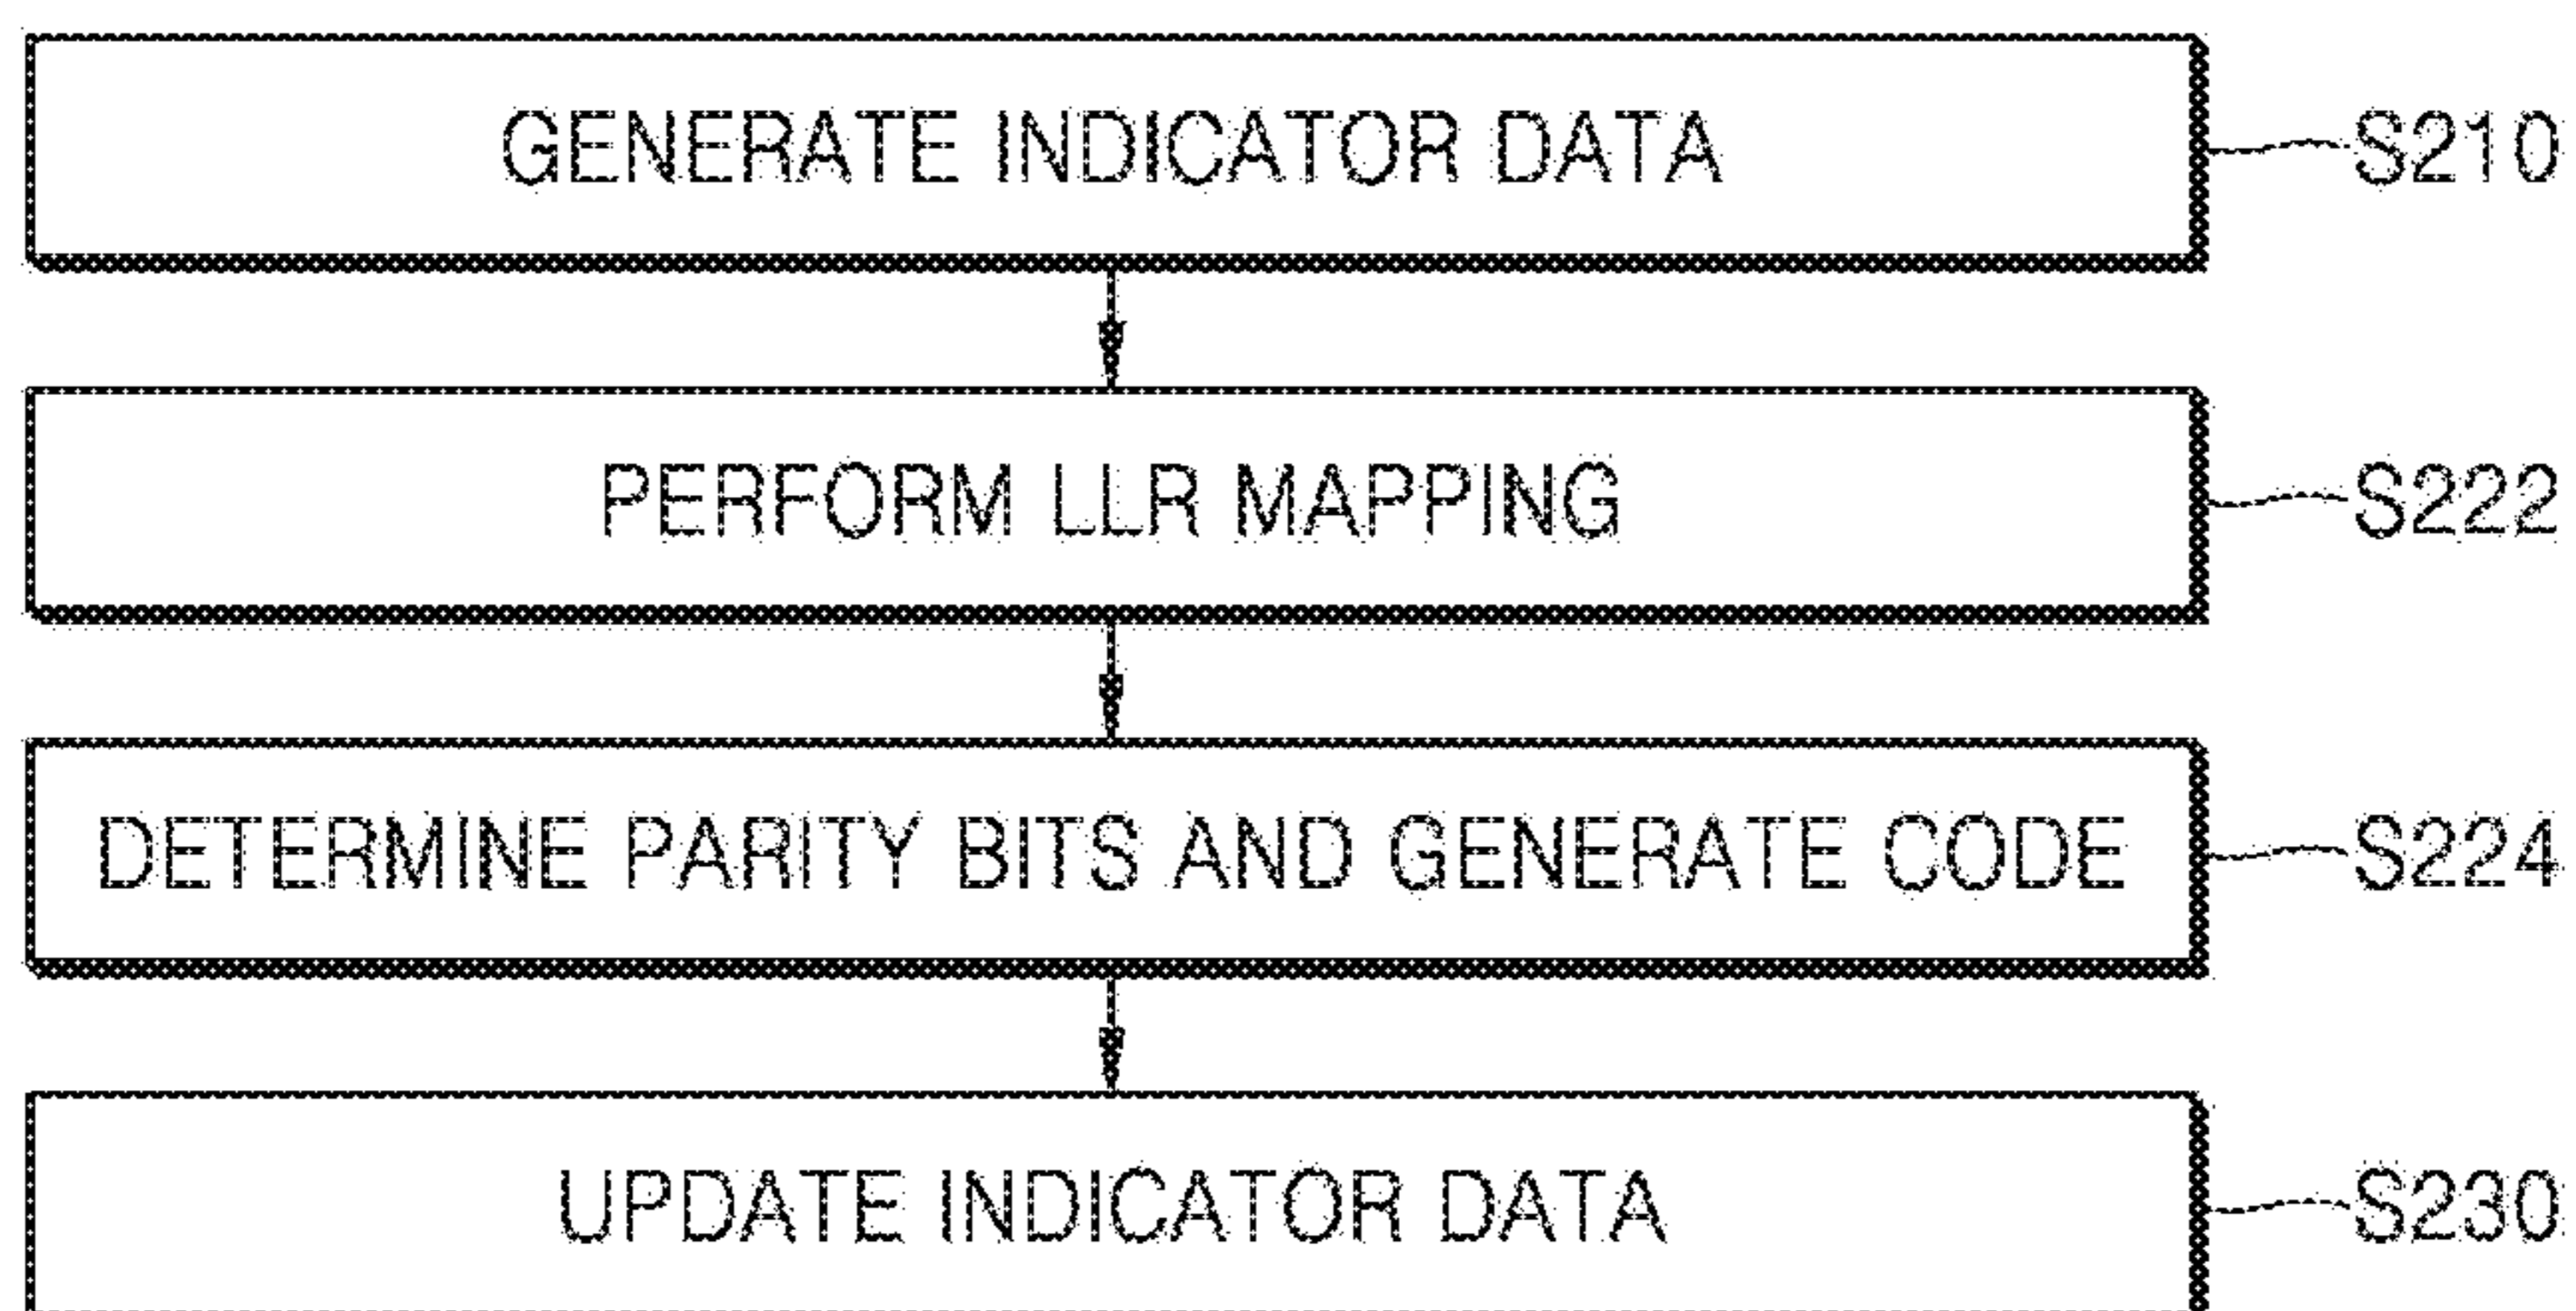 GENERATE INDICATOR DATA S210
PERFORM LLR MAPPING S222
DETERMINE PARITY BITS AND GENERATE CODE S224
UPDATE INDICATOR DATA S230